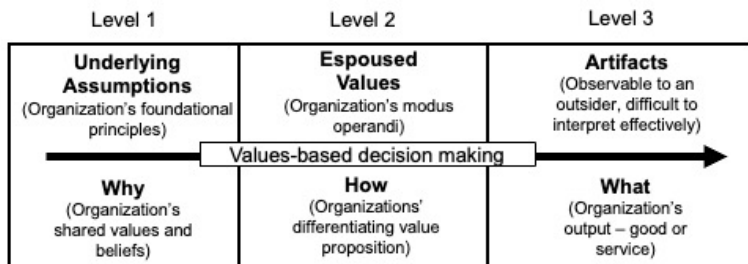 Level 1
Level 2
Level 3
Underlying
Assumptions
(Organization's foundational
principles)
Espoused
Values
(Organization's modus
operandi)
Artifacts
(Observable to an
outsider, difficult to
interpret effectively)
Values-based decision making
Why
(Organization's
shared values and
beliefs)
How
(Organizations'
differentiating value
proposition)
What
(Organization's
output – good or
service)